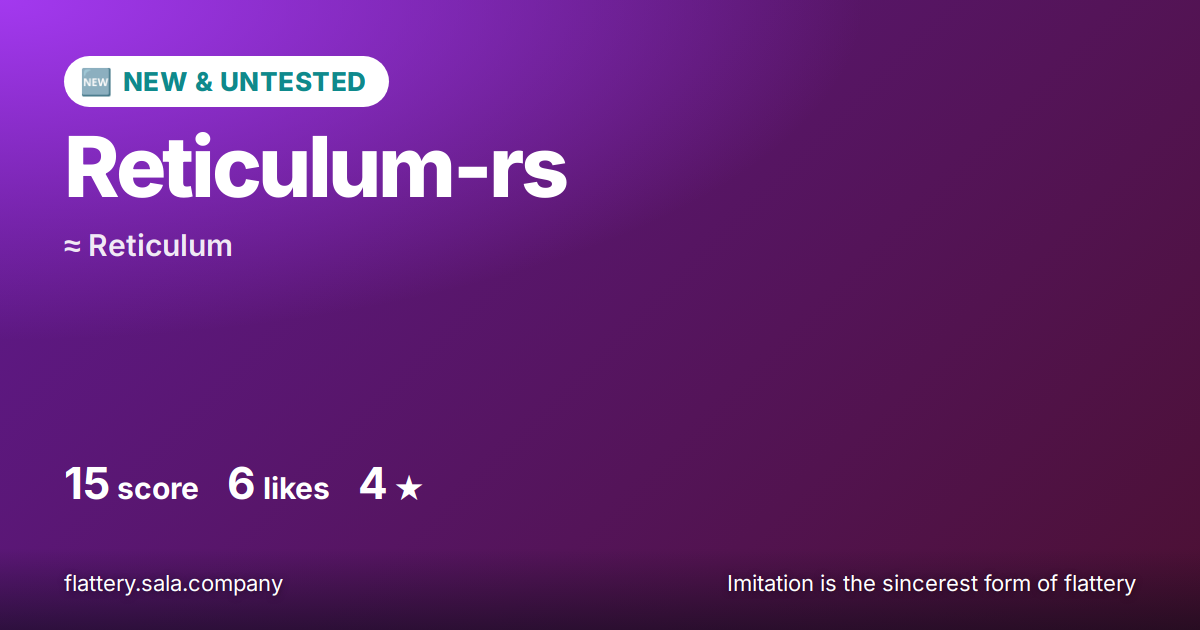 🆕 NEW & UNTESTED
Reticulum-rs
≈ Reticulum
15 score 6 likes 4 ★
flattery.sala.company
Imitation is the sincerest form of flattery